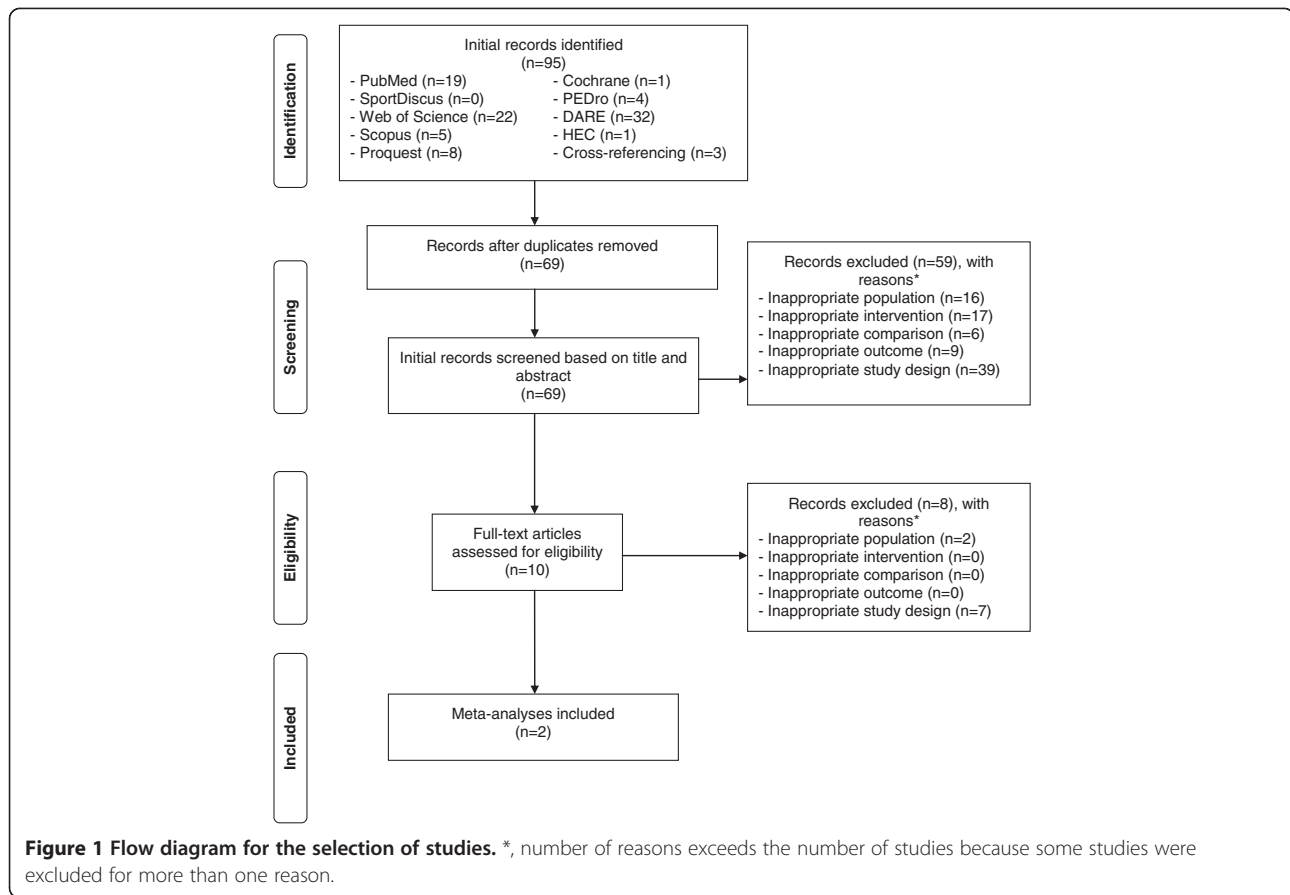 Identification
Initial records identified
(n=95)
- PubMed (n=19)
- SportDiscus (n=0)
- Web of Science (n=22)
- Scopus (n=5)
- Proquest (n=8)
- Cochrane (n=1)
- PEDro (n=4)
- DARE (n=32)
- HEC (n=1)
- Cross-referencing (n=3)
Screening
Records after duplicates removed
(n=69)
Initial records screened based on title and
abstract
(n=69)
Records excluded (n=59), with
reasons*
- Inappropriate population (n=16)
- Inappropriate intervention (n=17)
- Inappropriate comparison (n=6)
- Inappropriate outcome (n=9)
- Inappropriate study design (n=39)
Eligibility
Full-text articles
assessed for eligibility
(n=10)
Records excluded (n=8), with
reasons*
- Inappropriate population (n=2)
- Inappropriate intervention (n=0)
- Inappropriate comparison (n=0)
- Inappropriate outcome (n=0)
- Inappropriate study design (n=7)
Included
Meta-analyses included
(n=2)
Figure 1 Flow diagram for the selection of studies. *, number of reasons exceeds the number of studies because some studies were
excluded for more than one reason.